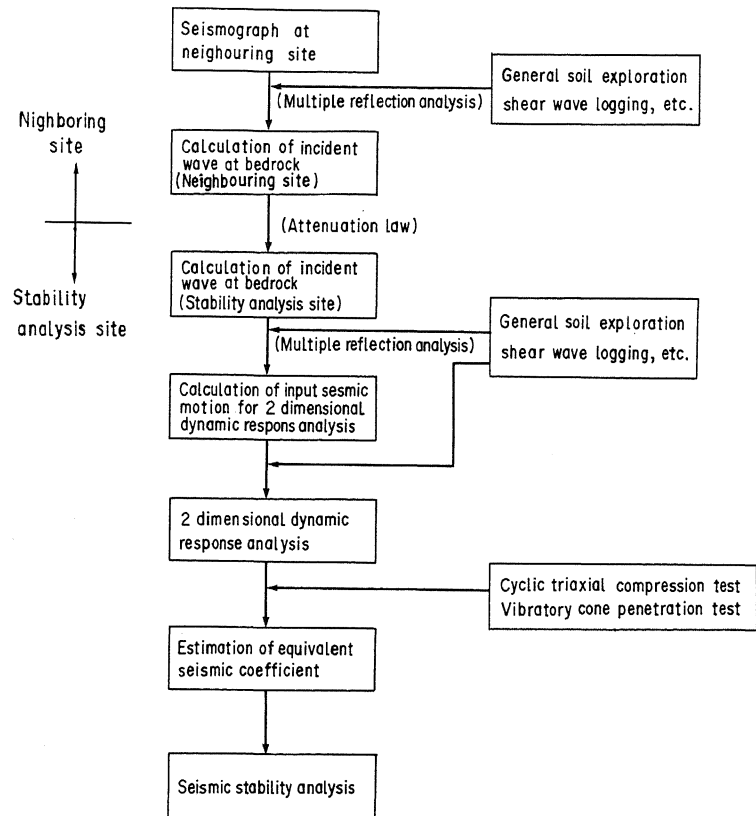 Seismograph at
neighouring site
General soil exploration
shear wave logging, etc.
(Multiple reflection analysis)
Nighboring
site
Calculation of incident
wave at bedrock
(Neighbouring site)
(Attenuation law)
Stability
analysis site
Calculation of incident
wave at bedrock
(Stability analysis site)
General soil exploration
shear wave logging, etc.
(Multiple reflection analysis)
Calculation of input sesmic
motion for 2 dimensional
dynamic respons analysis
2 dimensional dynamic
response analysis
Cyclic triaxial compression test
Vibratory cone penetration test
Estimation of equivalent
seismic coefficient
Seismic stability analysis